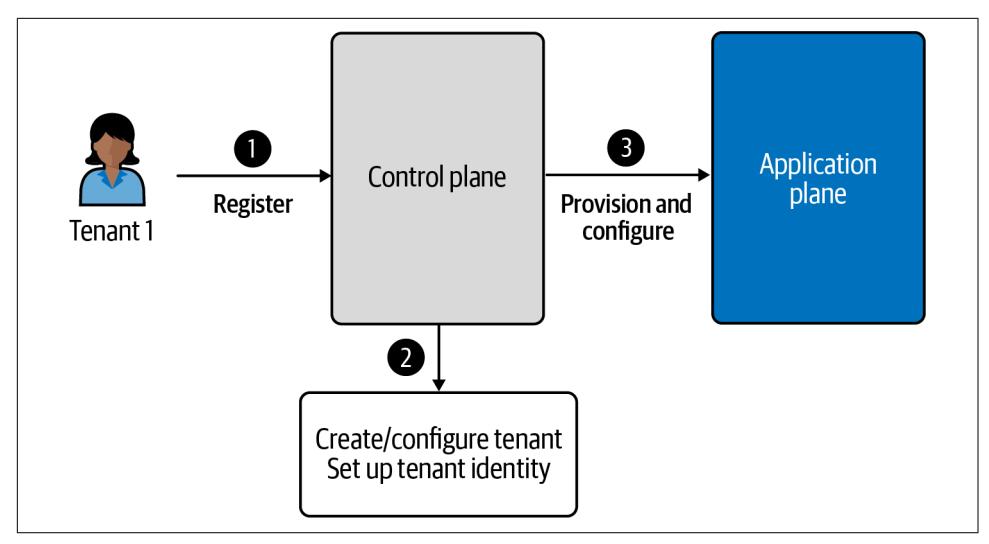 Tenant 1
1
Register
Control plane
3
Provision and
configure
Application
plane
2
Create/configure tenant
Set up tenant identity